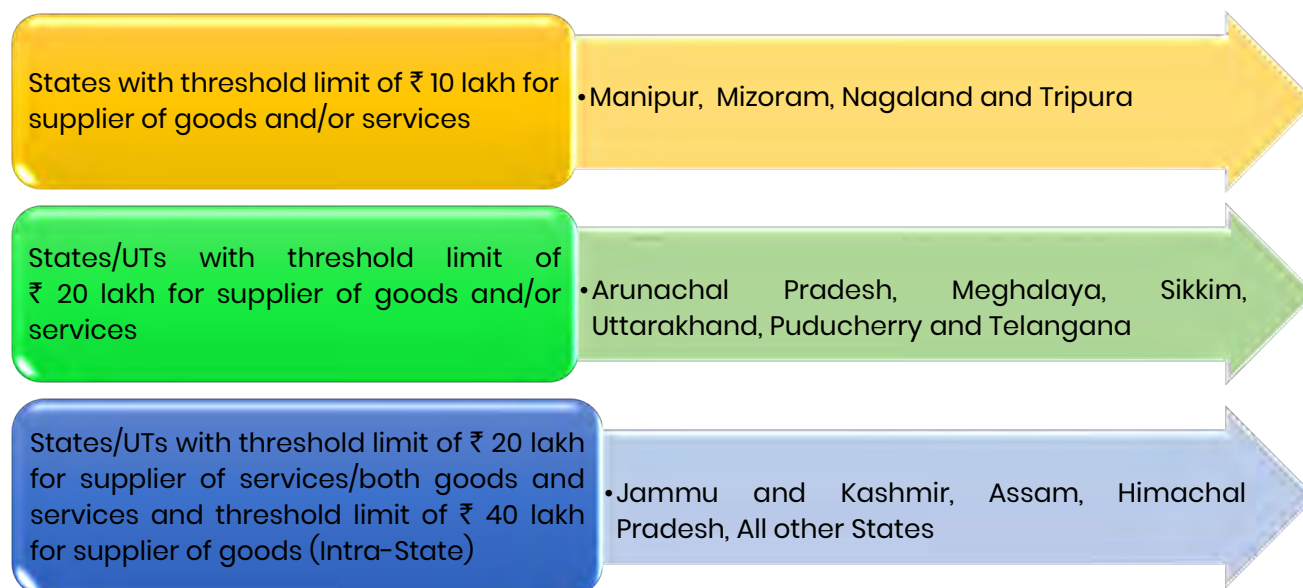 States with threshold limit of ₹ 10 lakh for
supplier of goods and/or services
•Manipur, Mizoram, Nagaland and Tripura
States/UTs with threshold limit of
₹ 20 lakh for supplier of goods and/or
services
•Arunachal Pradesh, Meghalaya, Sikkim,
Uttarakhand, Puducherry and Telangana
States/UTs with threshold limit of ₹ 20 lakh
for supplier of services/both goods and
services and threshold limit of ₹ 40 lakh
for supplier of goods (Intra-State)
•Jammu and Kashmir, Assam, Himachal
Pradesh, All other States